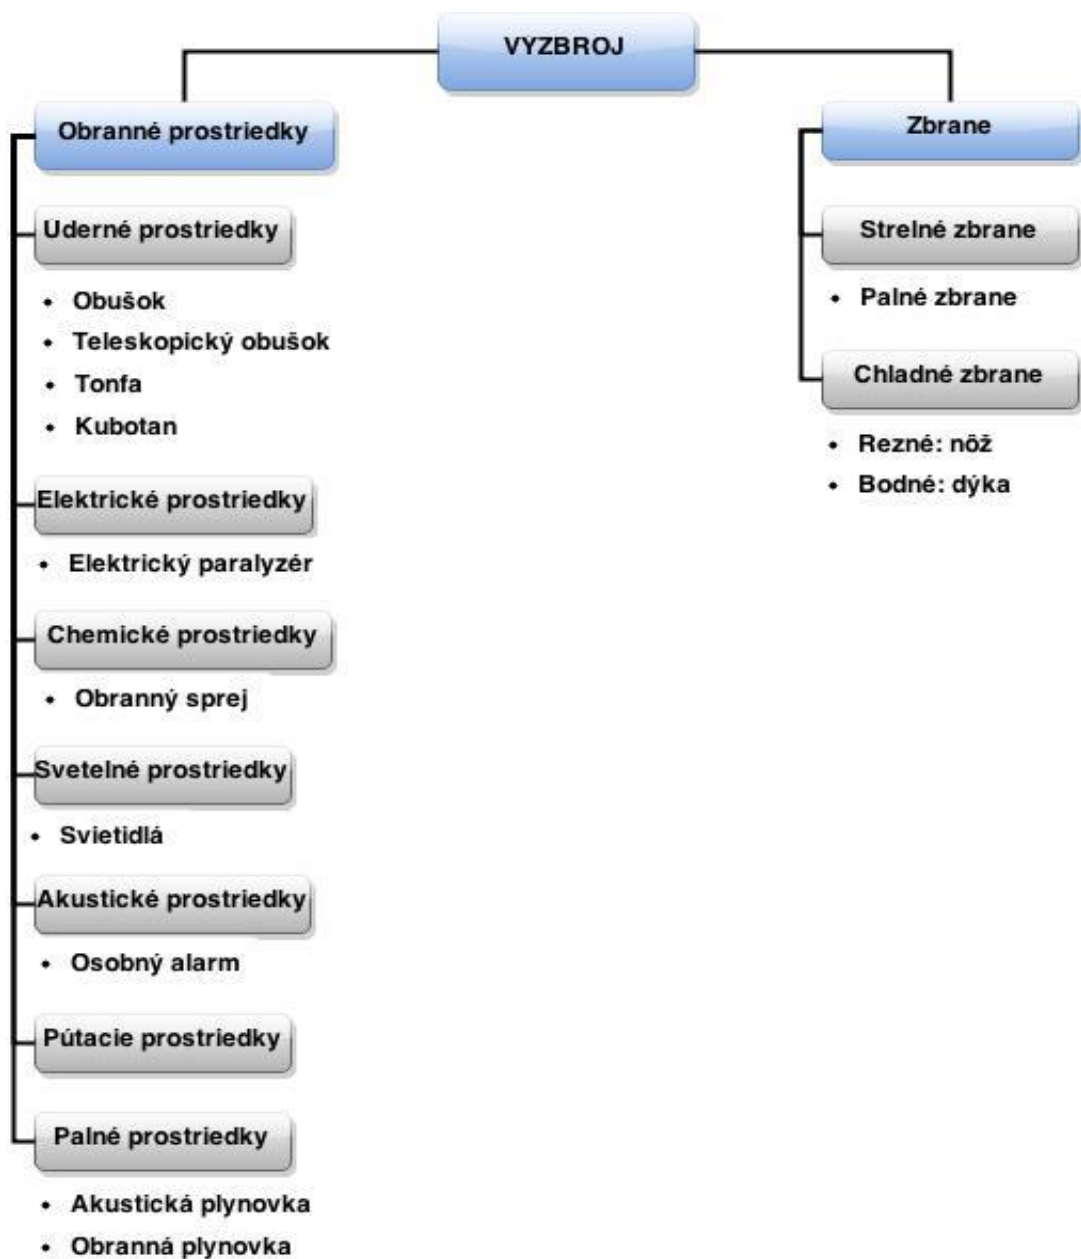 VYZBROJ
Obranné prostriedky
Uderné prostriedky
Obušok
Teleskopický obušok
Tonfa
Kubotan
Elektrické prostriedky
Elektrický paralyzér
Chemické prostriedky
Obranný sprej
Svetelné prostriedky
Svietidlá
Akustické prostriedky
Osobný alarm
Pútacie prostriedky
Palné prostriedky
Akustická plynovka
Obranná plynovka
Zbrane
Strelné zbrane
Palné zbrane
Chladné zbrane
Rezné: nôž
Bodné: dýka